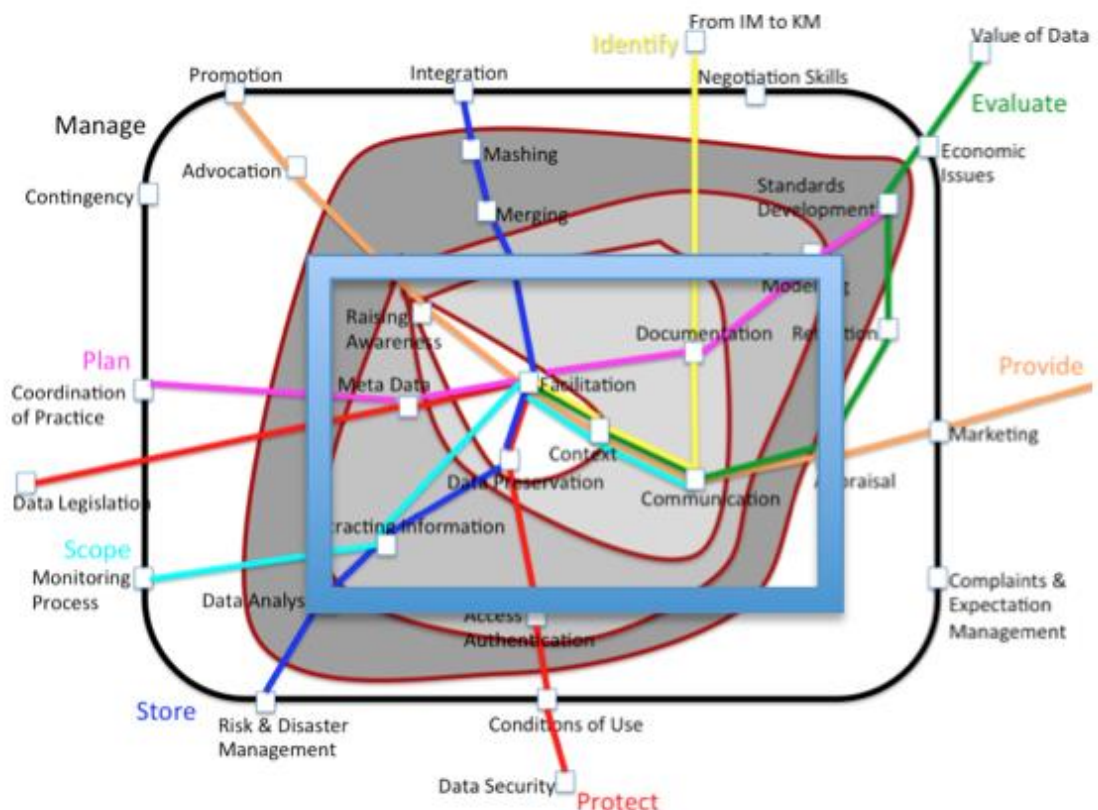 From IM to KM
Identify
Value of Data
Promotion
Integration
Negotiation Skills
Evaluate
Manage
Mashing
Economic
Issues
Advocation
Contingency
Standards
Development
Merging
Raising
Awareness
Documentation
Plan
Meta Data
Facilitation
Provide
Coordination
of Practice
Context
Marketing
Data Preservation
Communication
Data Legislation
Scope
Monitoring
Process
Complaints &
Expectation
Management
Information
Data
Access
Authentication
Store
Risk & Disaster
Management
Conditions of Use
Data Security
Protect